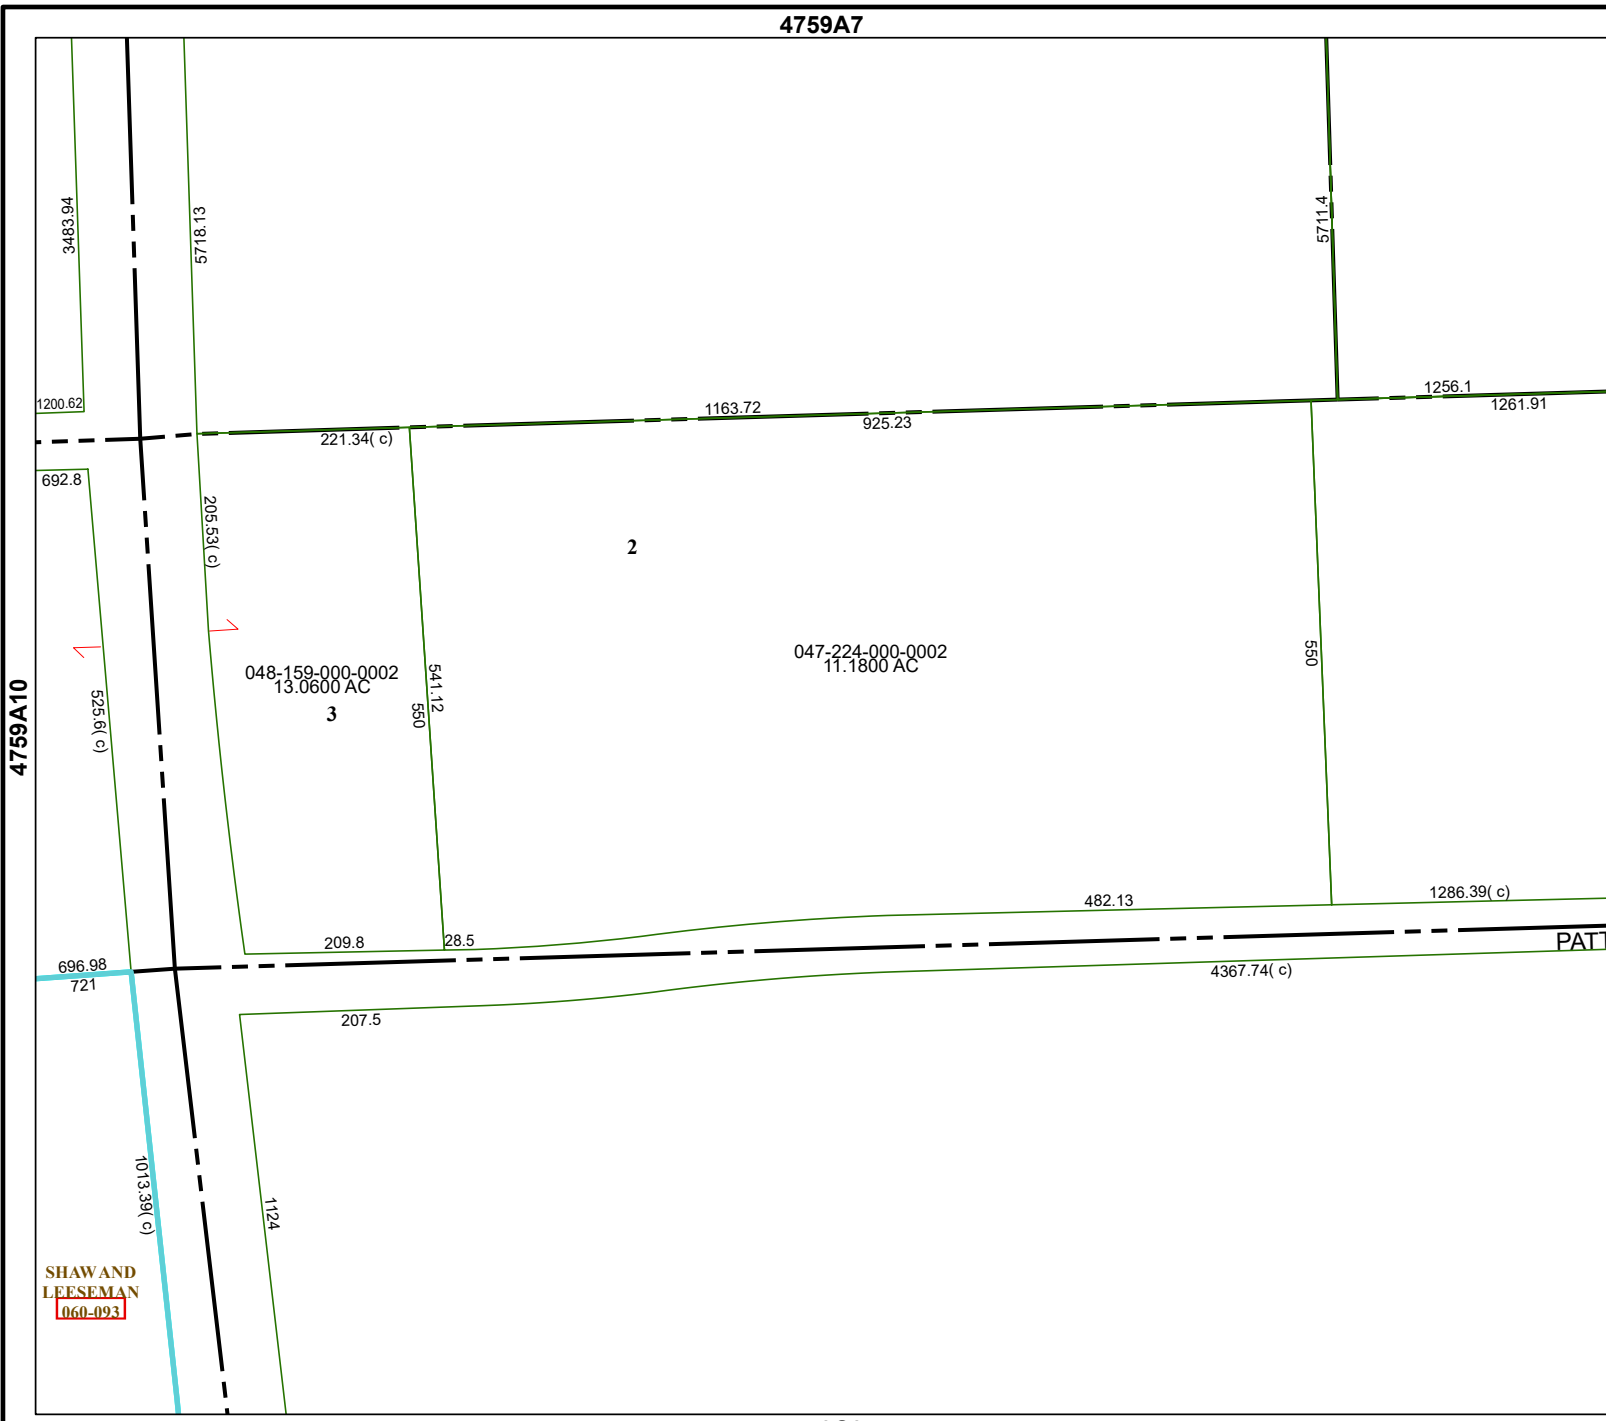 4759A7
3483.94
5718.13
5711.4
1200.62
1163.72
1256.1
221.34( c)
925.23
1261.91
692.8
205.53( c)
2
047-224-000-0002
11.1800 AC
550
048-159-000-0002
13.0600 AC
3
541.12
550
525.6( c)
4759A10
482.13
1286.39( c)
209.8
28.5
PATT
696.98
721
4367.74( c)
207.5
1013.39( c)
1124
SHAW AND
LEESEMAN
060-093